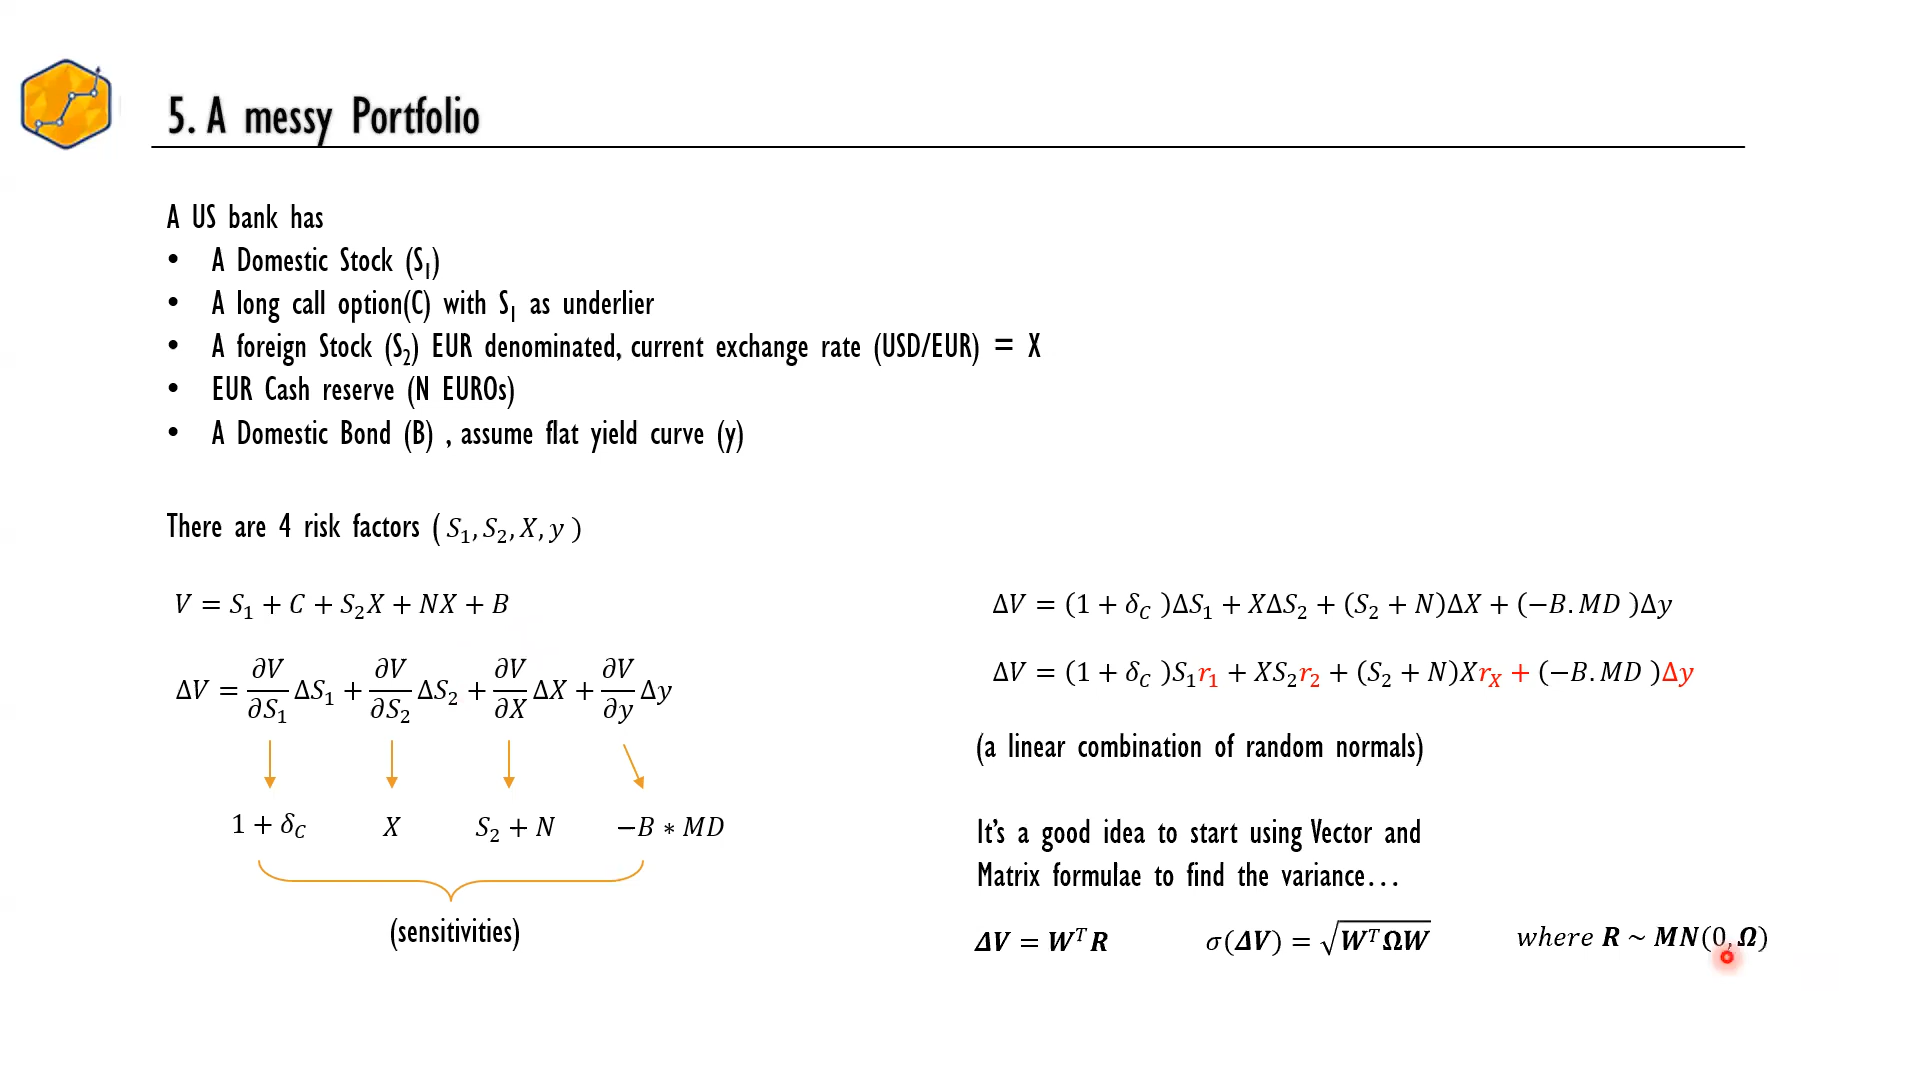 5. A messy Portfolio
A US bank has
• A Domestic Stock (S₁)
• A long call option(C) with S₁ as underlier
• A foreign Stock (S₂) EUR denominated, current exchange rate (USD/EUR) = X
• EUR Cash reserve (N EUROs)
• A Domestic Bond (B) , assume flat yield curve (y)
There are 4 risk factors ( S₁, S₂, X, y )
V = S₁ + C + S₂X + NX + B
ΔV = ∂V/∂S₁ ΔS₁ + ∂V/∂S₂ ΔS₂ + ∂V/∂X ΔX + ∂V/∂y Δy
1 + δ_C X S₂ + N −B ∗ MD
(sensitivities)
ΔV = (1 + δ_C )ΔS₁ + XΔS₂ + (S₂ + N)ΔX + (−B. MD )Δy
ΔV = (1 + δ_C )S₁r₁ + XS₂r₂ + (S₂ + N)Xr_X + (−B. MD )Δy
(a linear combination of random normals)
It’s a good idea to start using Vector and
Matrix formulae to find the variance…
ΔV = WᵀR σ(ΔV) = √(WᵀΩW) where R ~ MN(0, Ω)